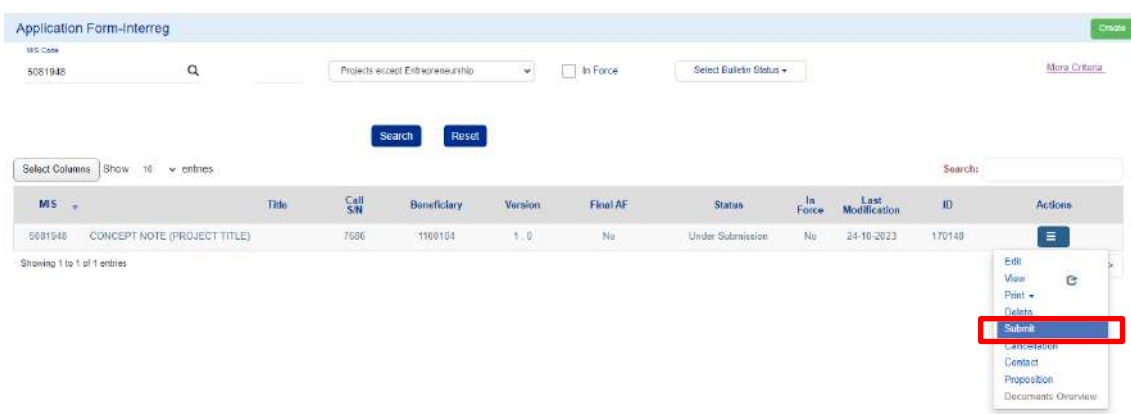 Application Form-Interreg
Create
MIS Code
5081948
Projects except Entrepreneurship
In Force
Select Bulletin Status
More Criteria
Search Reset
Select Columns Show 10 entries
Search:
MIS Title Call S/N Beneficiary Version Final AF Status In Force Last Modification ID Actions
5081948 CONCEPT NOTE (PROJECT TITLE) 7686 1100104 1.0 No Under Submission No 24-10-2023 170148
Showing 1 to 1 of 1 entries
>
Edit
View
Print
Delete
Submit
Cancellation
Contact
Proposition
Documents Overview